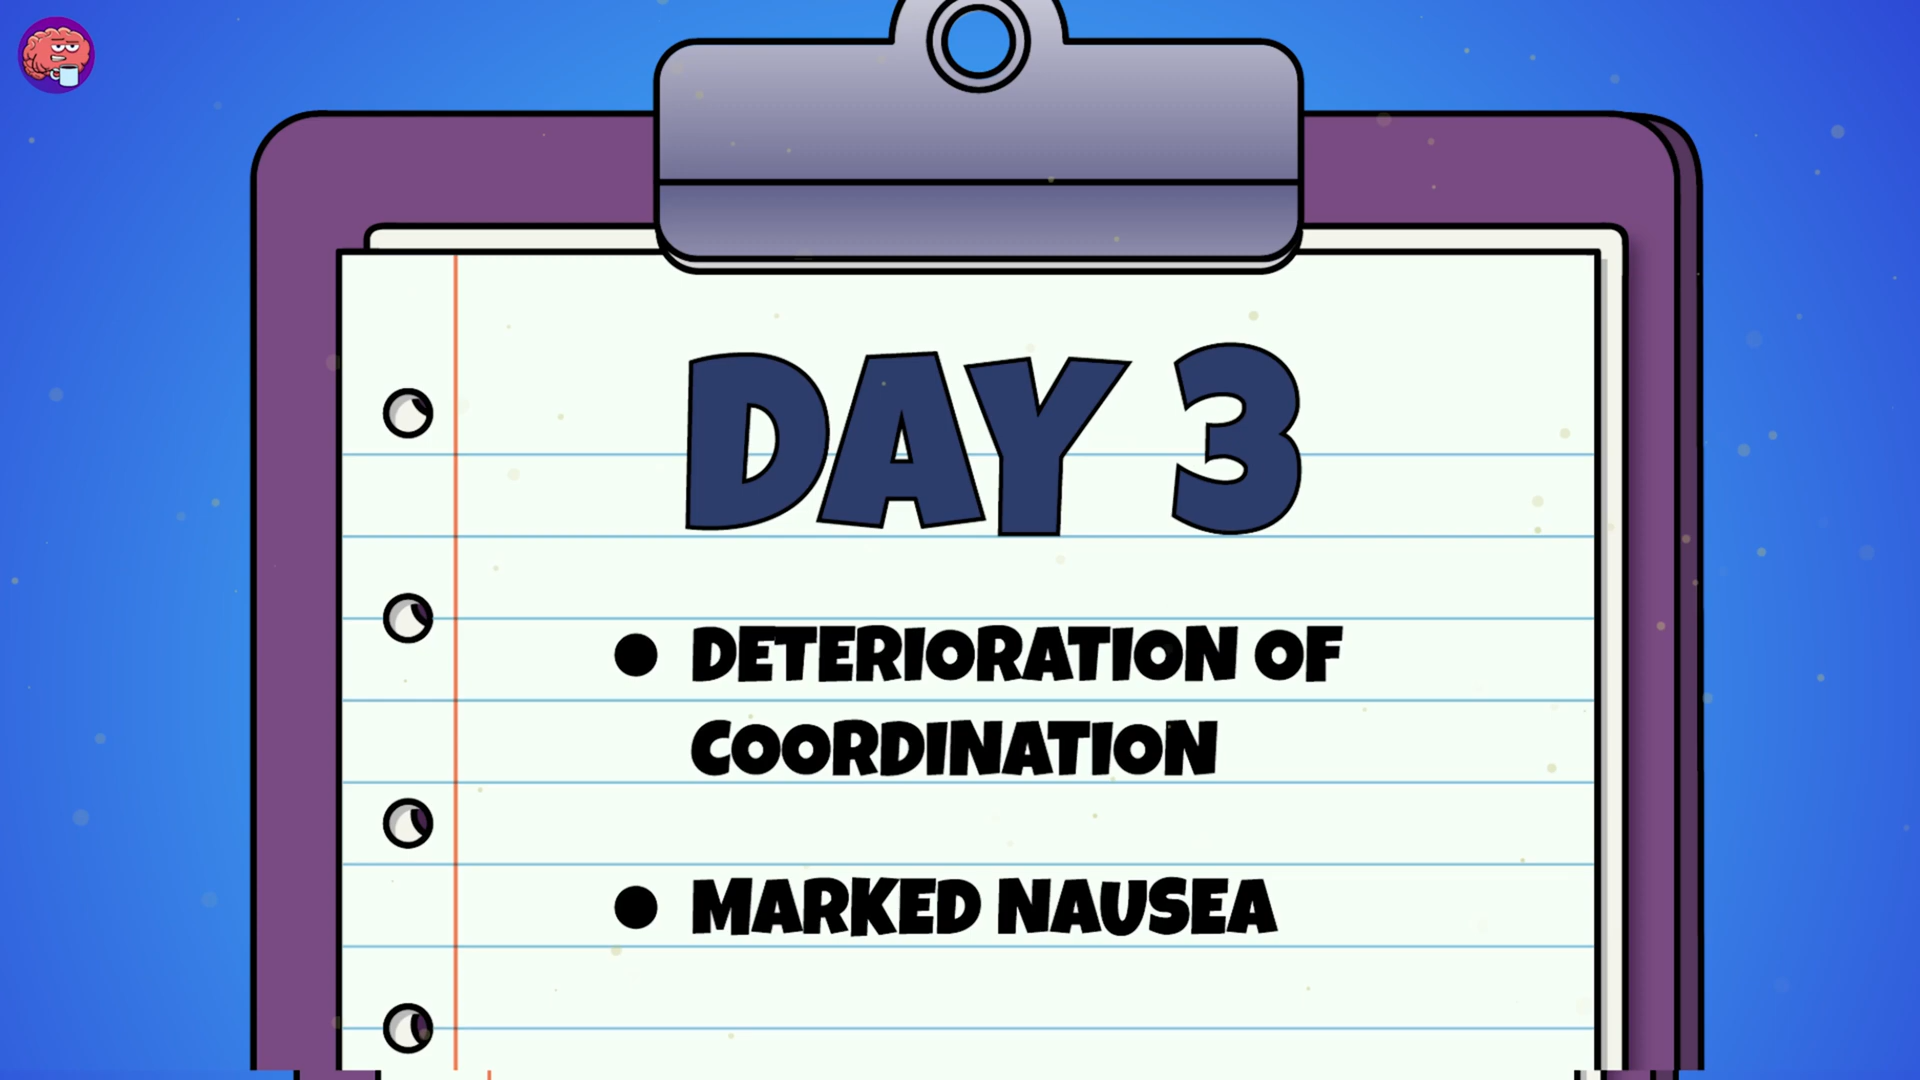 DAY 3
● DETERIORATION OF
COORDINATION
● MARKED NAUSEA